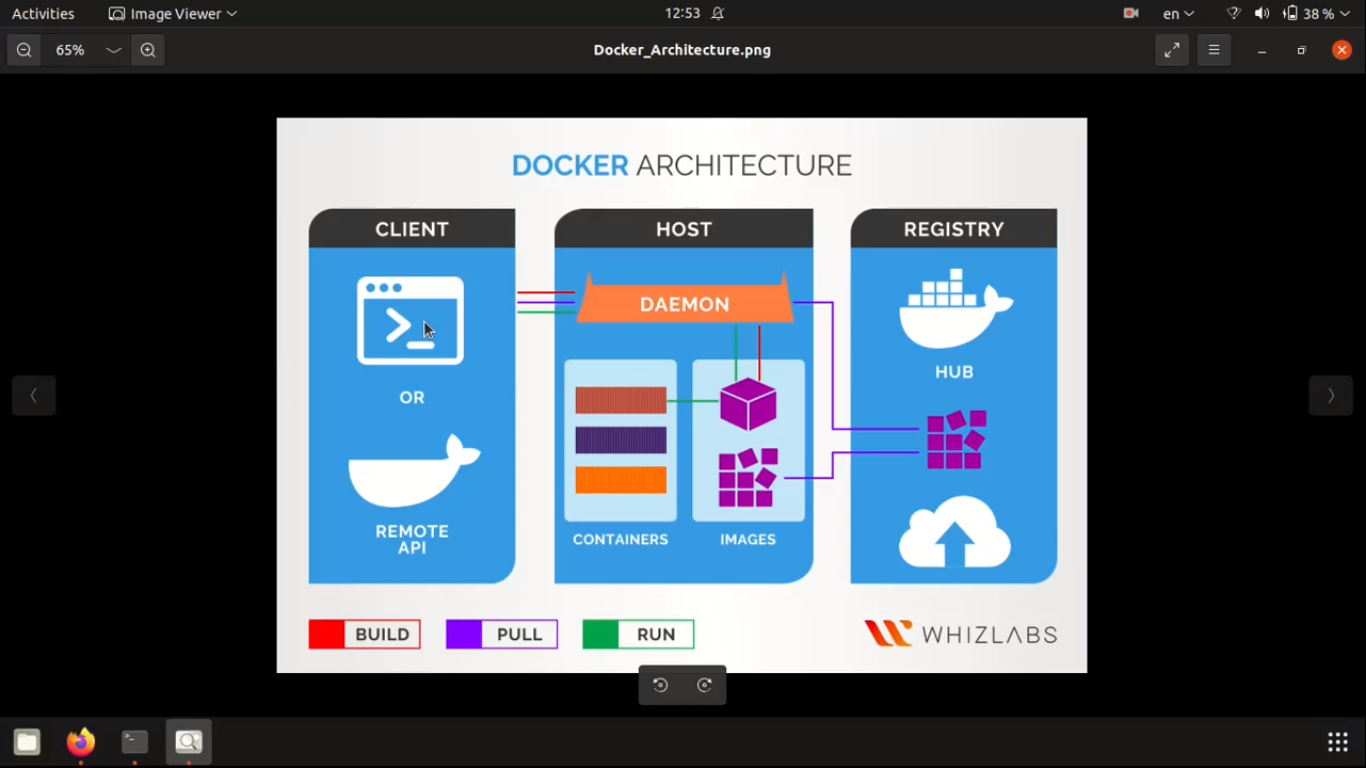 Activities
Image Viewer
12:53
en
38 %
65%
Docker_Architecture.png
DOCKER ARCHITECTURE
CLIENT
OR
REMOTE
API
HOST
DAEMON
CONTAINERS
IMAGES
REGISTRY
HUB
BUILD
PULL
RUN
WHIZLABS